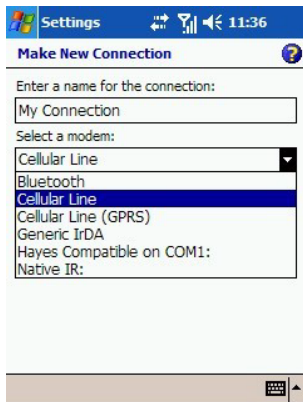 Settings 11:36
Make New Connection
Enter a name for the connection:
My Connection
Select a modem:
Cellular Line
Bluetooth
Cellular Line
Cellular Line (GPRS)
Generic IrDA
Hayes Compatible on COM1:
Native IR: